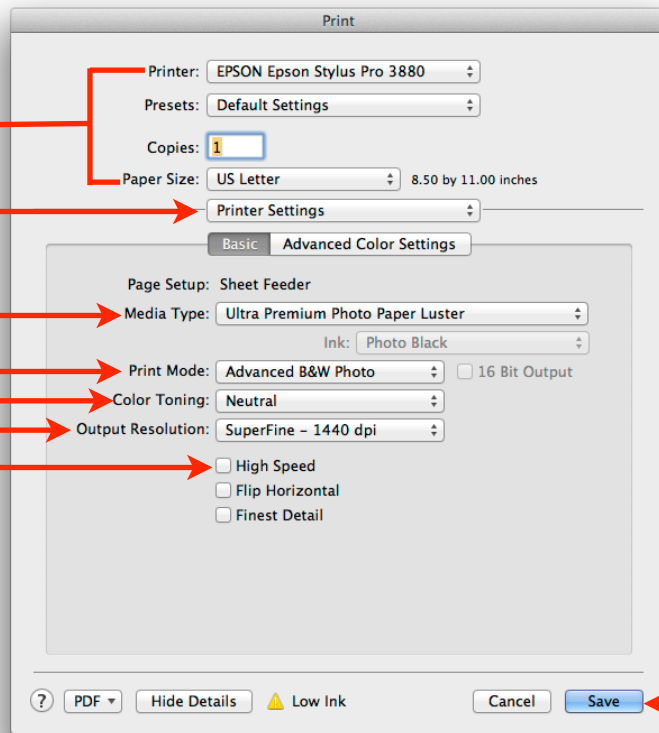 Print
Printer: EPSON Epson Stylus Pro 3880
Presets: Default Settings
Copies: 1
Paper Size: US Letter 8.50 by 11.00 inches
Printer Settings
Basic Advanced Color Settings
Page Setup: Sheet Feeder
Media Type: Ultra Premium Photo Paper Luster
Ink: Photo Black
Print Mode: Advanced B&W Photo 16 Bit Output
Color Toning: Neutral
Output Resolution: SuperFine – 1440 dpi
High Speed
Flip Horizontal
Finest Detail
? PDF Hide Details Low Ink Cancel Save